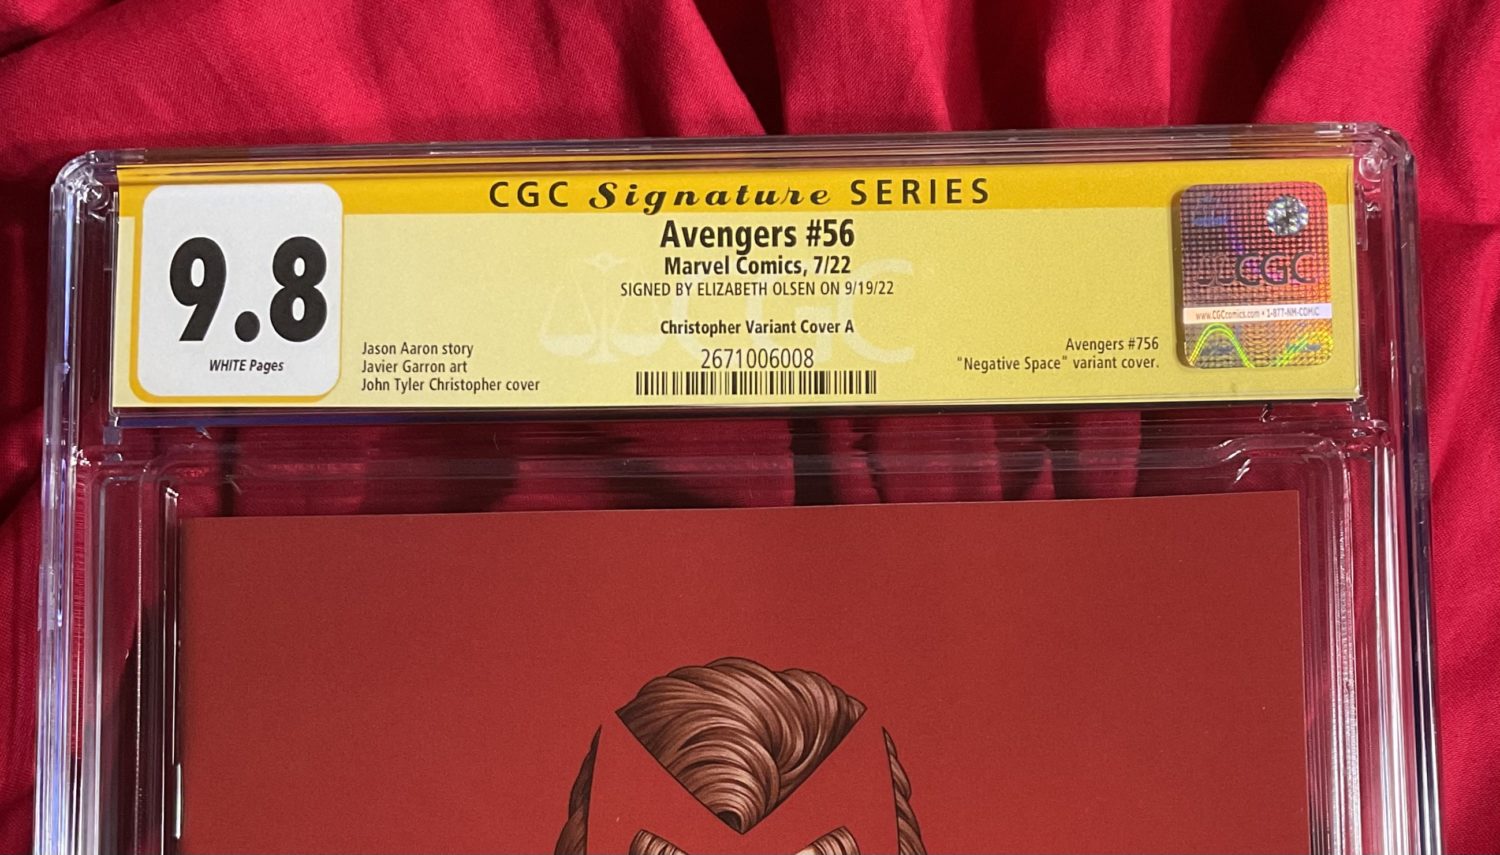 CGC Signature SERIES
9.8
WHITE Pages
Avengers #56
Marvel Comics, 7/22
SIGNED BY ELIZABETH OLSEN ON 9/19/22
Christopher Variant Cover A
2671006008
Jason Aaron story
Javier Garron art
John Tyler Christopher cover
Avengers #756
"Negative Space" variant cover.
CGC
www.CGCcomics.com • 1-877-NM-COMIC
CGC